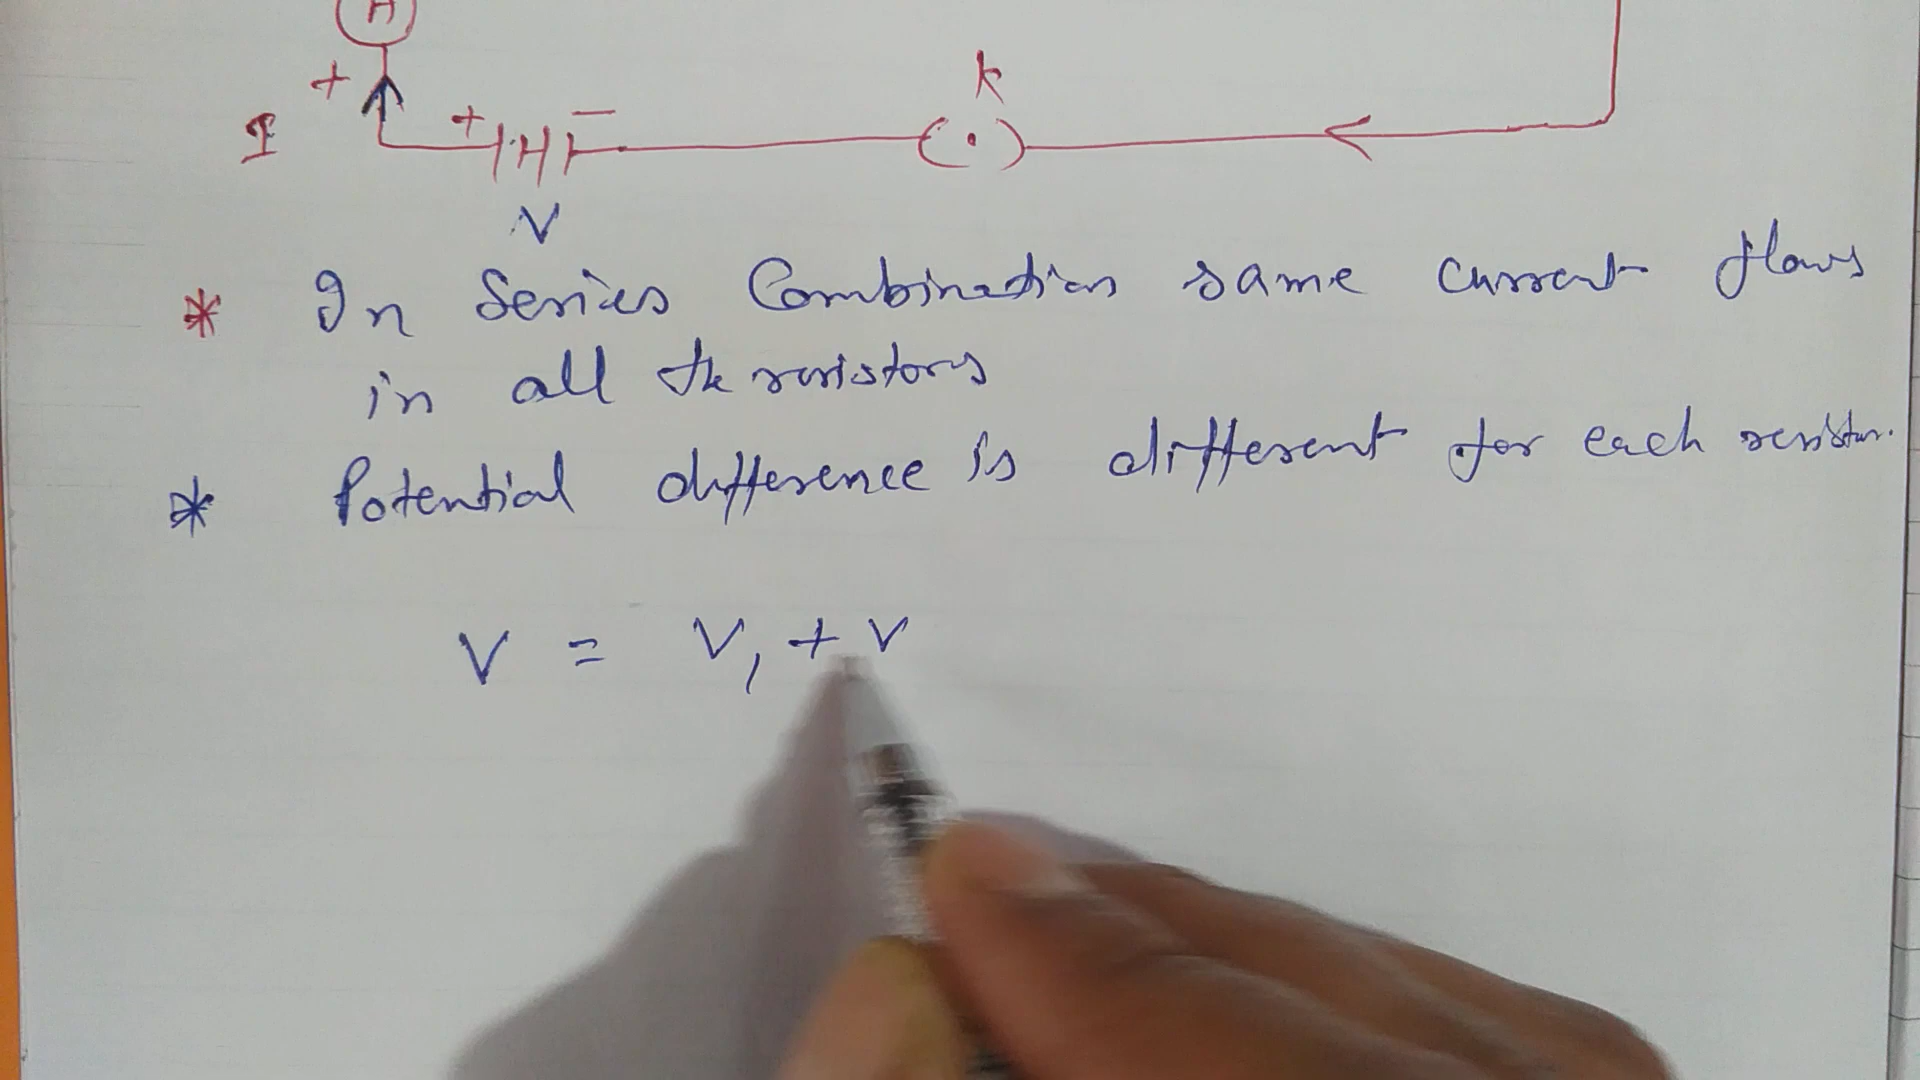 A
+
K
I
+ −
V
* In Series Combination same current flows
in all the resistors
* Potential difference is different for each resistor.
V = V₁ + V